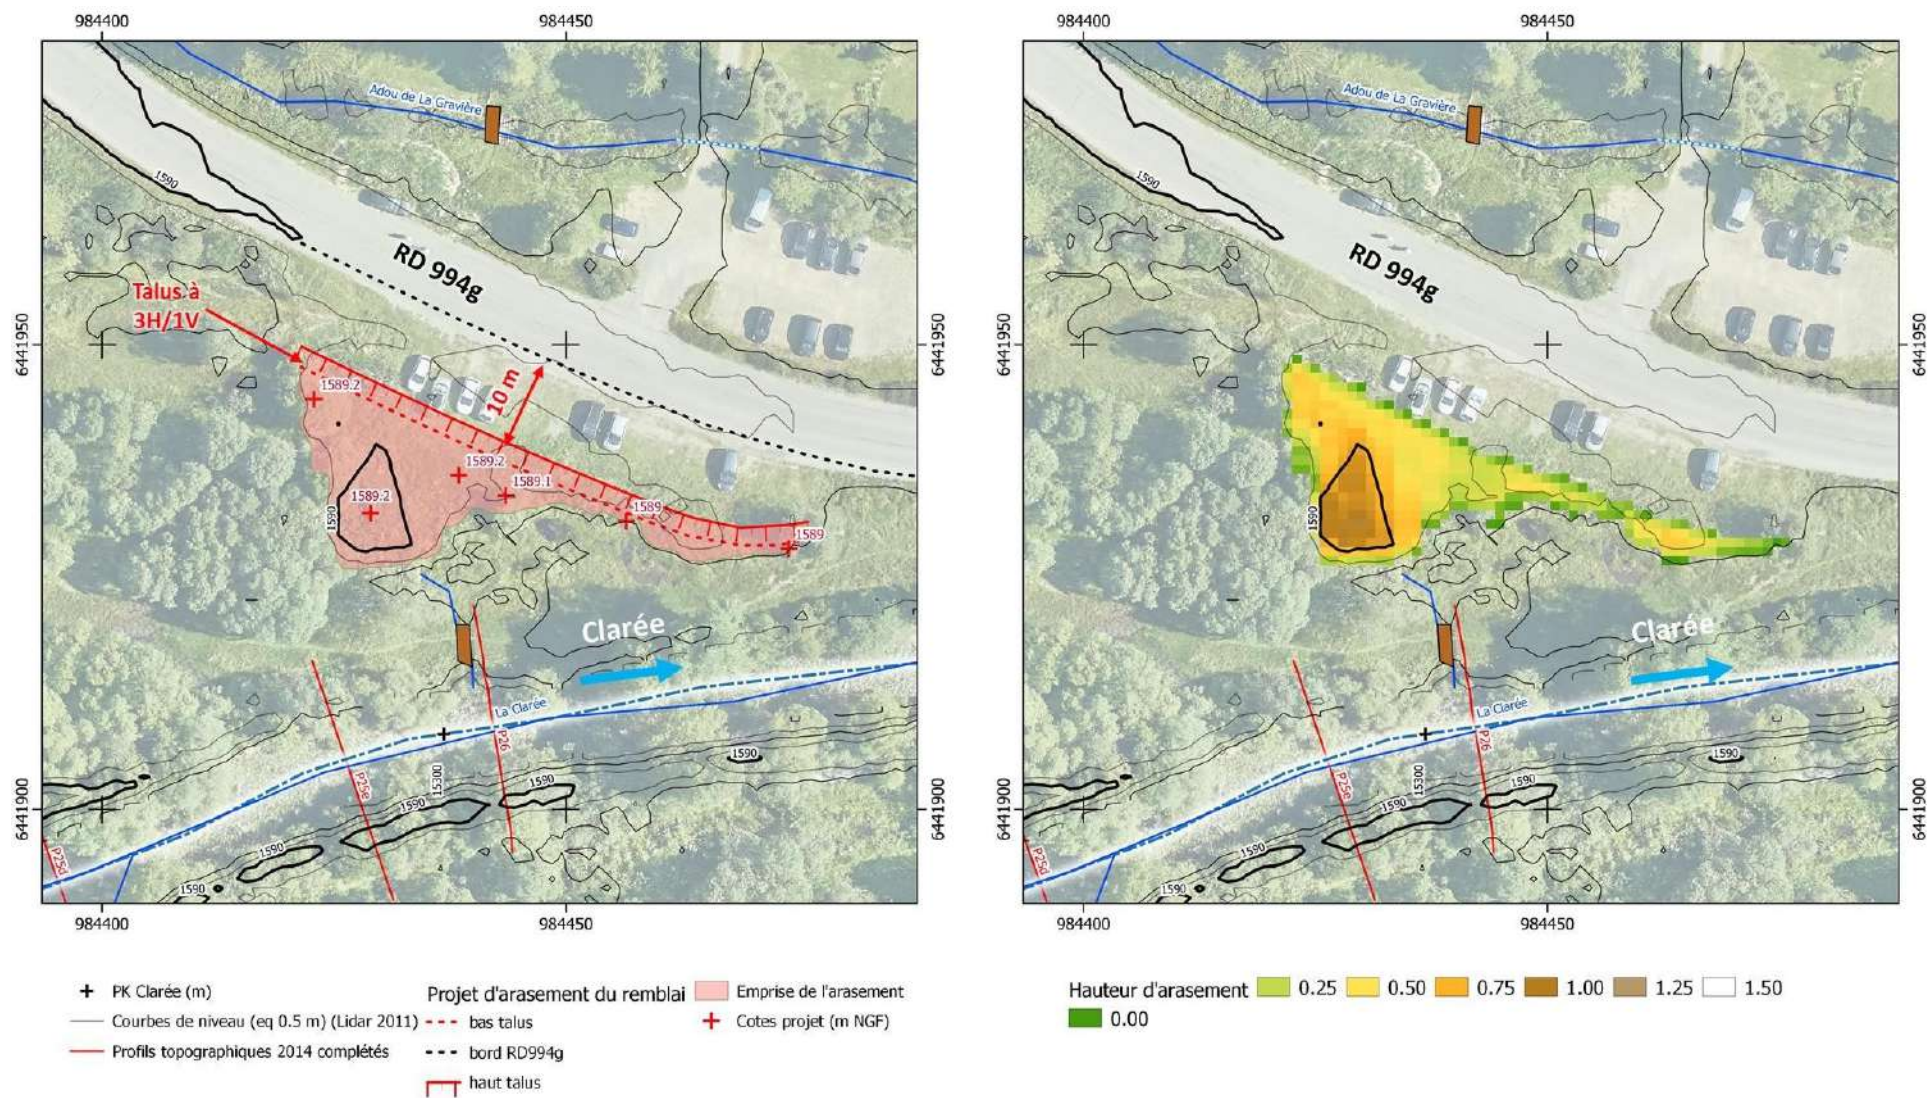 984400
984450
984400
984450
Adou de La Gravière
1590
RD 994g
Talus à
3H/1V
6441950
6441950
10 m
1589.2
1589.2
1589.1
1589.2
1590
1589
1589
Clarée
La Clarée
P26
P25e
P25d
15300
1590
1590
1590
1590
1590
6441900
6441900
984400
984450
Adou de La Gravière
1590
RD 994g
6441950
6441950
1590
Clarée
La Clarée
P26
P25e
P25d
15300
1590
1590
1590
1590
1590
6441900
6441900
984400
984450
PK Clarée (m)
Courbes de niveau (eq 0.5 m) (Lidar 2011)
Profils topographiques 2014 complétés
Projet d'arasement du remblai
bas talus
bord RD994g
haut talus
Emprise de l'arasement
Cotes projet (m NGF)
Hauteur d'arasement
0.25
0.50
0.75
1.00
1.25
1.50
0.00